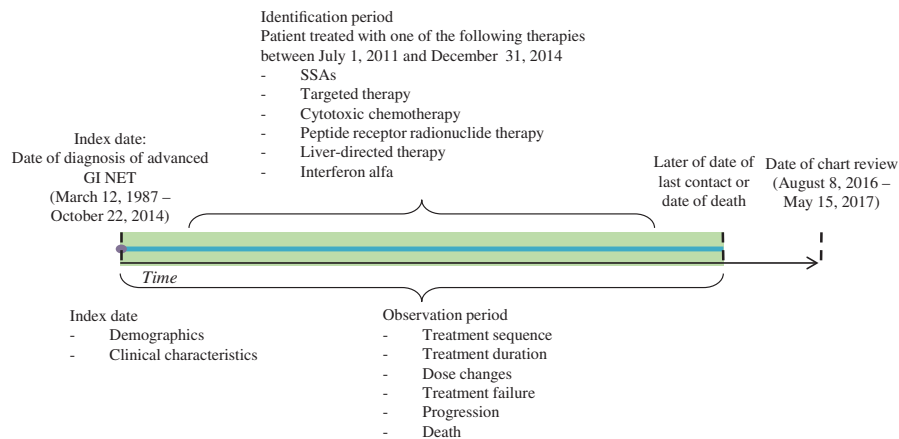 Identification period
Patient treated with one of the following therapies
between July 1, 2011 and December 31, 2014
- SSAs
- Targeted therapy
- Cytotoxic chemotherapy
- Peptide receptor radionuclide therapy
- Liver-directed therapy
- Interferon alfa
Index date:
Date of diagnosis of advanced
GI NET
(March 12, 1987 –
October 22, 2014)
Later of date of
last contact or
date of death
Date of chart review
(August 8, 2016 –
May 15, 2017)
Time
Index date
- Demographics
- Clinical characteristics
Observation period
- Treatment sequence
- Treatment duration
- Dose changes
- Treatment failure
- Progression
- Death